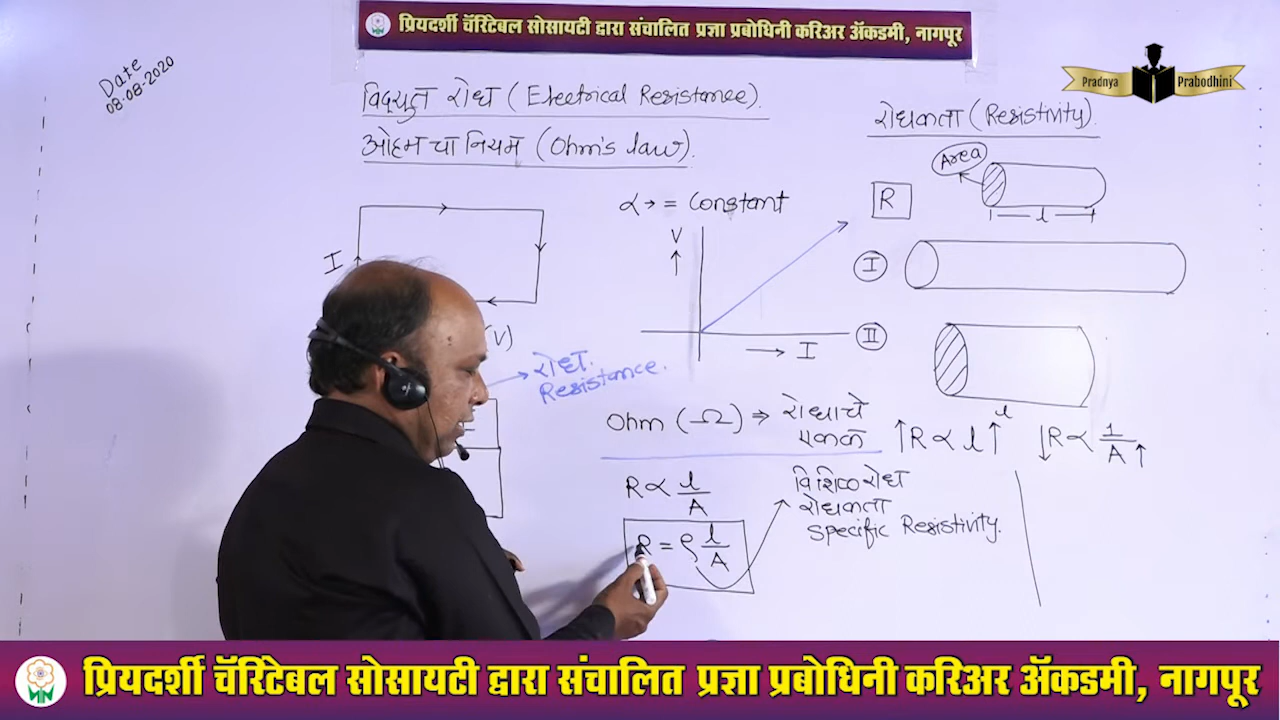 प्रियदर्शी चॅरिटेबल सोसायटी द्वारा संचालित प्रज्ञा प्रबोधिनी करिअर ॲकडमी, नागपूर
Pradnya Prabodhini
Date
08-08-2020
विद्युत रोध (Electrical Resistance).
ओहम चा नियम (Ohm's law).
रोधकता (Resistivity).
Area
l
α → = Constant
R
I
V
I
I
II
(V)
रोध.
Resistance.
Ohm (Ω) ⇒ रोधाचे
एकक
↑R ∝ l↑
l
↓R ∝ 1/A↑
R ∝ l/A
R = ρ l/A
विशिष्ट रोध
रोधकता
Specific Resistivity.
प्रियदर्शी चॅरिटेबल सोसायटी द्वारा संचालित प्रज्ञा प्रबोधिनी करिअर ॲकडमी, नागपूर